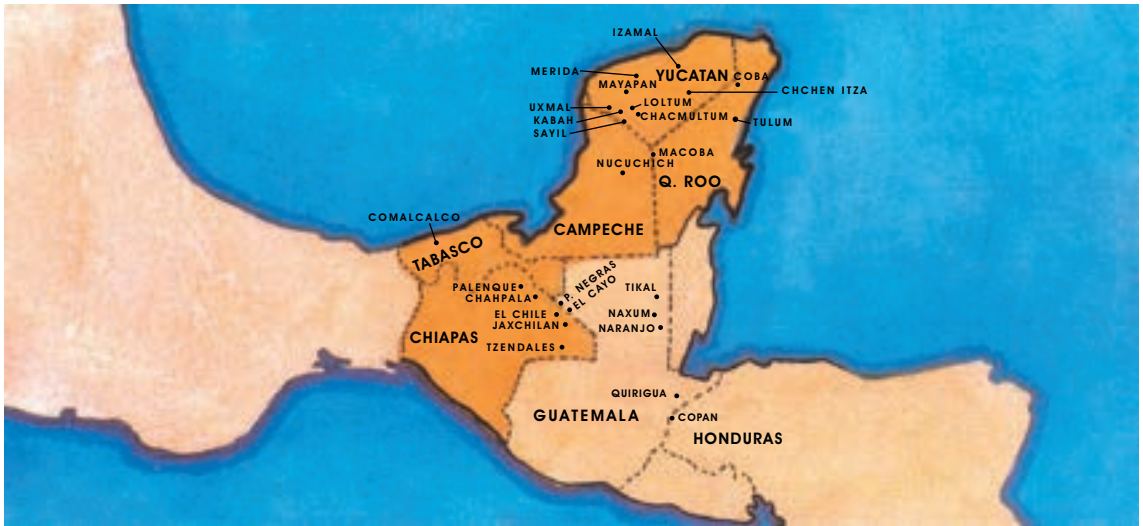 IZAMAL
MERIDA
YUCATAN
COBA
MAYAPAN
CHCHEN ITZA
UXMAL
LOLTUM
KABAH
CHACMULTUM
TULUM
SAYIL
MACOBA
NUCUCHICH
Q. ROO
COMALCALCO
CAMPECHE
TABASCO
P. NEGRAS
EL CAYO
PALENQUE
TIKAL
CHAHPALA
EL CHILE
NAXUM
JAXCHILAN
NARANJO
CHIAPAS
TZENDALES
QUIRIGUA
GUATEMALA
COPAN
HONDURAS